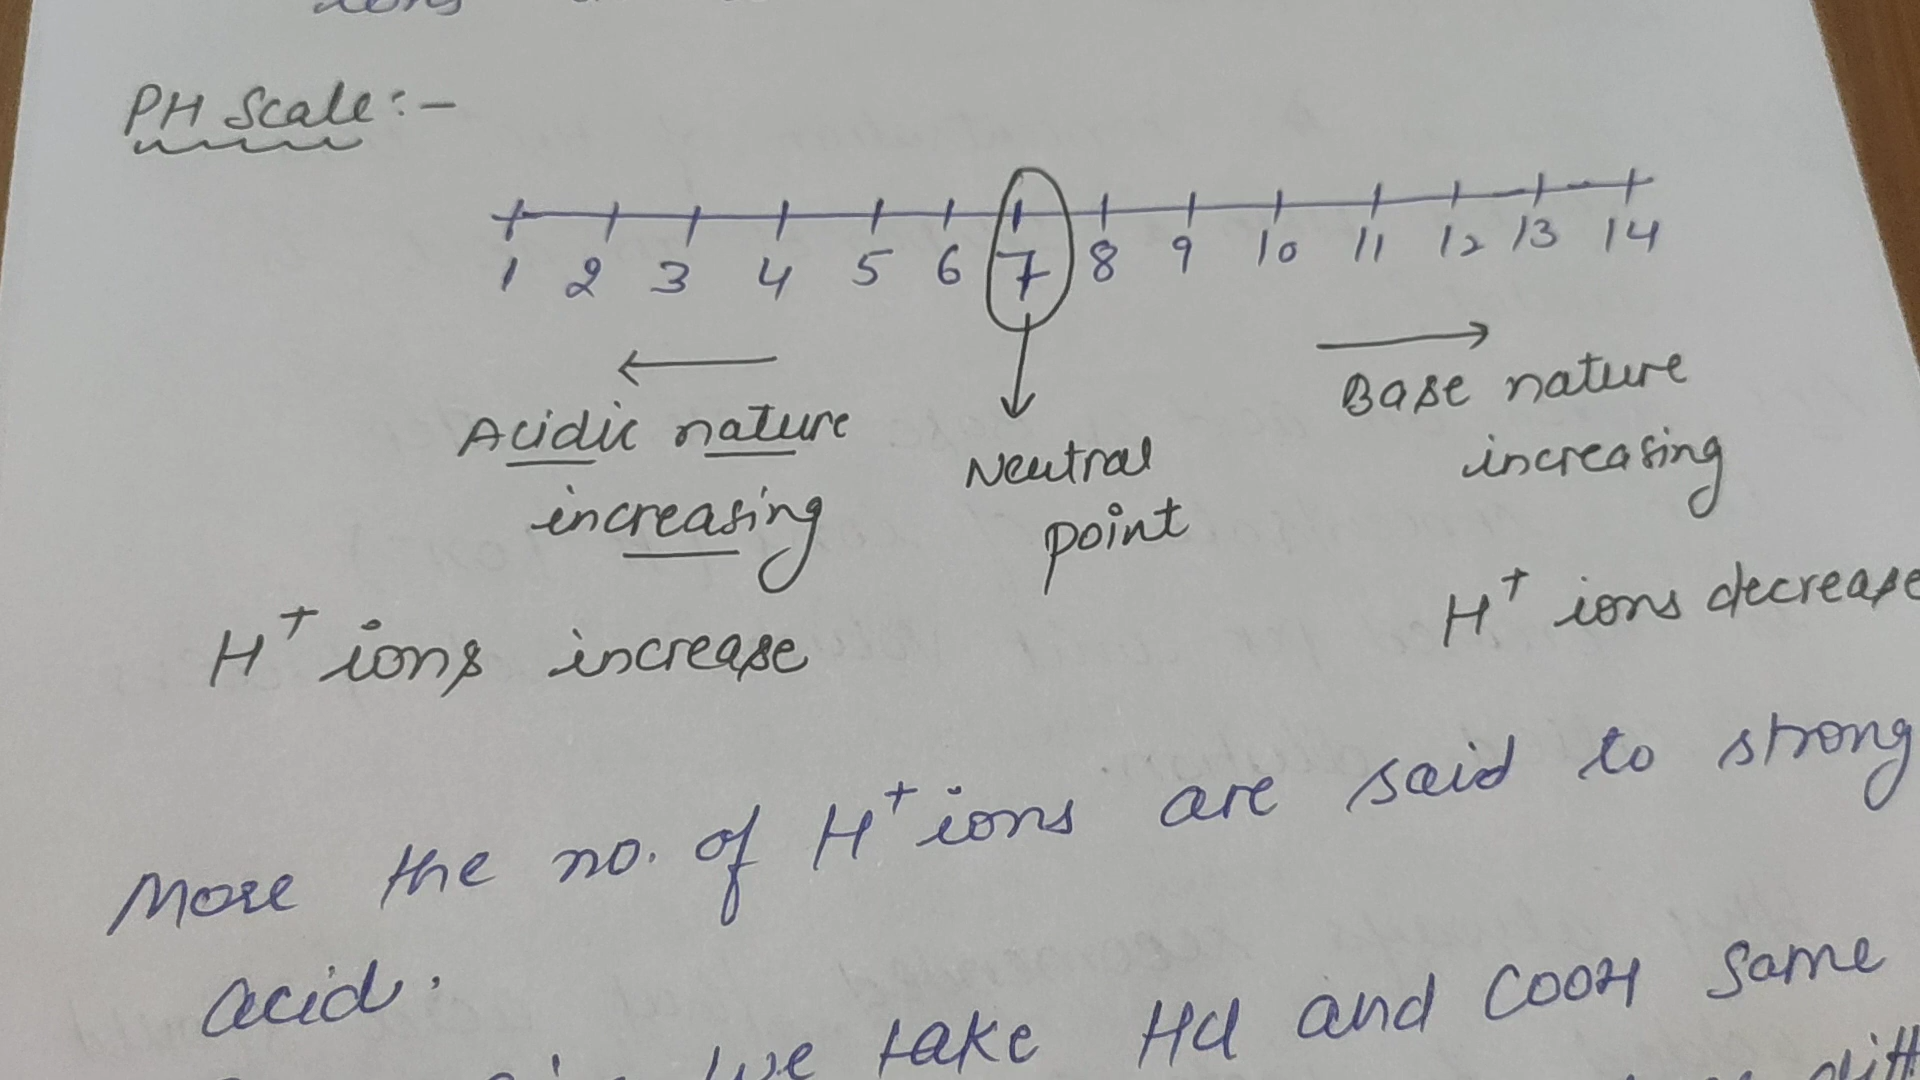 ions
PH Scale:-
1 2 3 4 5 6 7 8 9 10 11 12 13 14
Acidic nature
increasing
Neutral
point
Base nature
increasing
H+ ions increase
H+ ions decrease
More the no. of H+ ions are said to strong
acid.
we take HCl and COOH Same